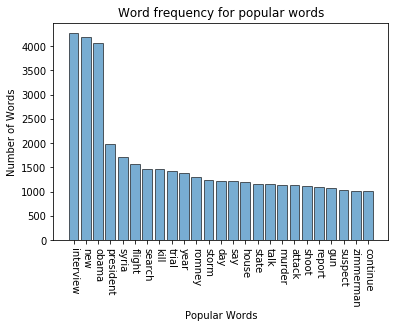 Word frequency for popular words
Number of Words
4000
3500
3000
2500
2000
1500
1000
500
0
interview
new
obama
president
syria
flight
search
kill
trial
year
romney
storm
day
say
house
state
talk
murder
attack
shoot
report
gun
suspect
zimmerman
continue
Popular Words